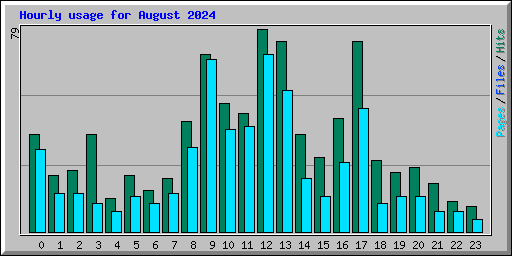 Hourly usage for August 2024
79
Pages/Files/Hits
0 1 2 3 4 5 6 7 8 9 10 11 12 13 14 15 16 17 18 19 20 21 22 23